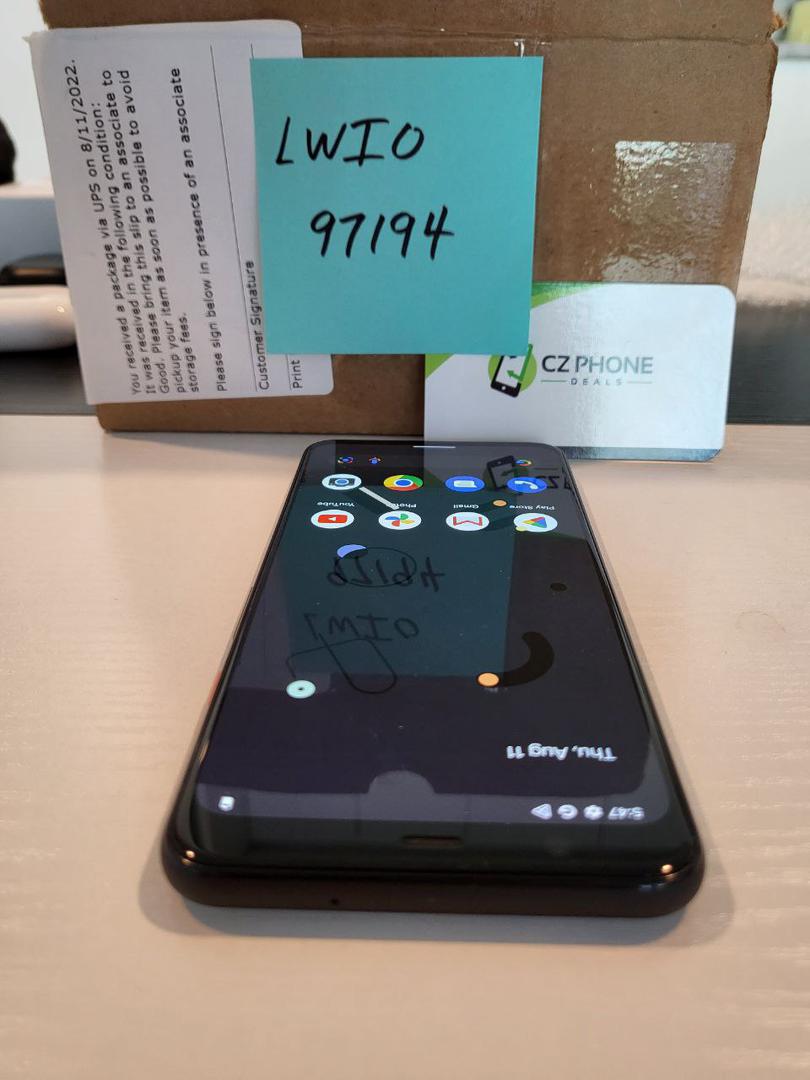 You received a package via UPS on 8/11/2022.
It was received in the following condition:
Good. Please bring this slip to an associate to
pickup your item as soon as possible to avoid
storage fees.
Please sign below in presence of an associate
Customer Signature
Print
LWIO
97194
CZ PHONE
DEALS
YouTube
Photos
Gmail
Play Store
Thu, Aug 11
5:47